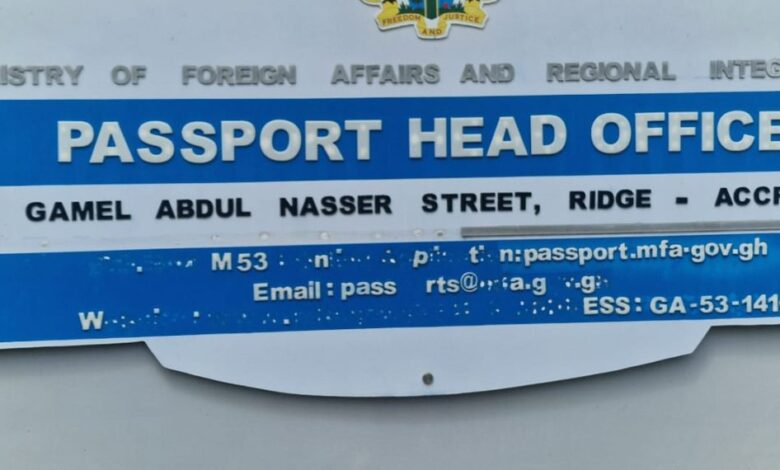 FREEDOM AND JUSTICE
ISTRY OF FOREIGN AFFAIRS AND REGIONAL INTEG
PASSPORT HEAD OFFICE
GAMEL ABDUL NASSER STREET, RIDGE - ACCR
M53 n:passport.mfa-gov.gh
Email: pass rts@
ESS: GA-53-141